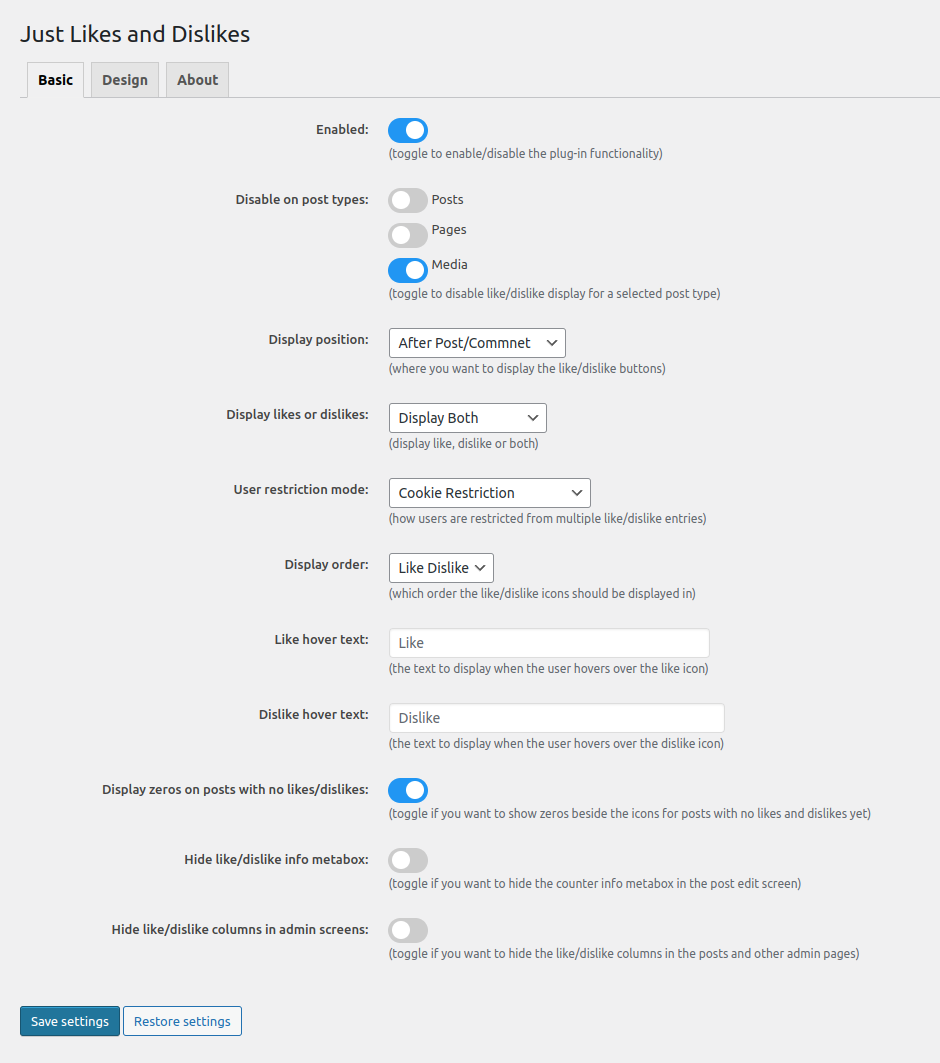 Just Likes and Dislikes
Basic Design About
Enabled:
(toggle to enable/disable the plug-in functionality)
Disable on post types: Posts
Pages
Media
(toggle to disable like/dislike display for a selected post type)
Display position: After Post/Commnet
(where you want to display the like/dislike buttons)
Display likes or dislikes: Display Both
(display like, dislike or both)
User restriction mode: Cookie Restriction
(how users are restricted from multiple like/dislike entries)
Display order: Like Dislike
(which order the like/dislike icons should be displayed in)
Like hover text: Like
(the text to display when the user hovers over the like icon)
Dislike hover text: Dislike
(the text to display when the user hovers over the dislike icon)
Display zeros on posts with no likes/dislikes:
(toggle if you want to show zeros beside the icons for posts with no likes and dislikes yet)
Hide like/dislike info metabox:
(toggle if you want to hide the counter info metabox in the post edit screen)
Hide like/dislike columns in admin screens:
(toggle if you want to hide the like/dislike columns in the posts and other admin pages)
Save settings Restore settings